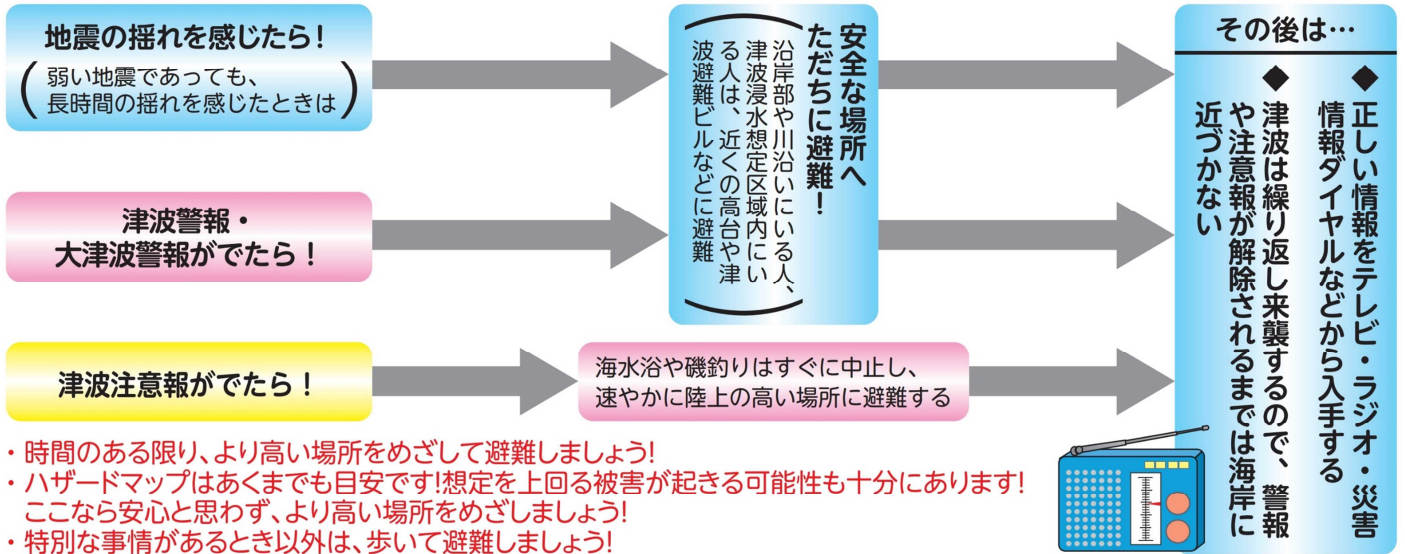 地震の揺れを感じたら!
(弱い地震であっても、
長時間の揺れを感じたときは)
津波警報・
大津波警報がでたら!
津波注意報がでたら!
安全な場所へ
ただちに避難!
(沿岸部や川沿いにいる人、
津波浸水想定区域内にい
る人は、近くの高台や津
波避難ビルなどに避難)
海水浴や磯釣りはすぐに中止し、
速やかに陸上の高い場所に避難する
その後は…
◆正しい情報をテレビ・ラジオ・災害
情報ダイヤルなどから入手する
◆津波は繰り返し来襲するので、警報
や注意報が解除されるまでは海岸に
近づかない
・時間のある限り、より高い場所をめざして避難しましょう!
・ハザードマップはあくまでも目安です!想定を上回る被害が起きる可能性も十分にあります!
ここなら安心と思わず、より高い場所をめざしましょう!
・特別な事情があるとき以外は、歩いて避難しましょう!